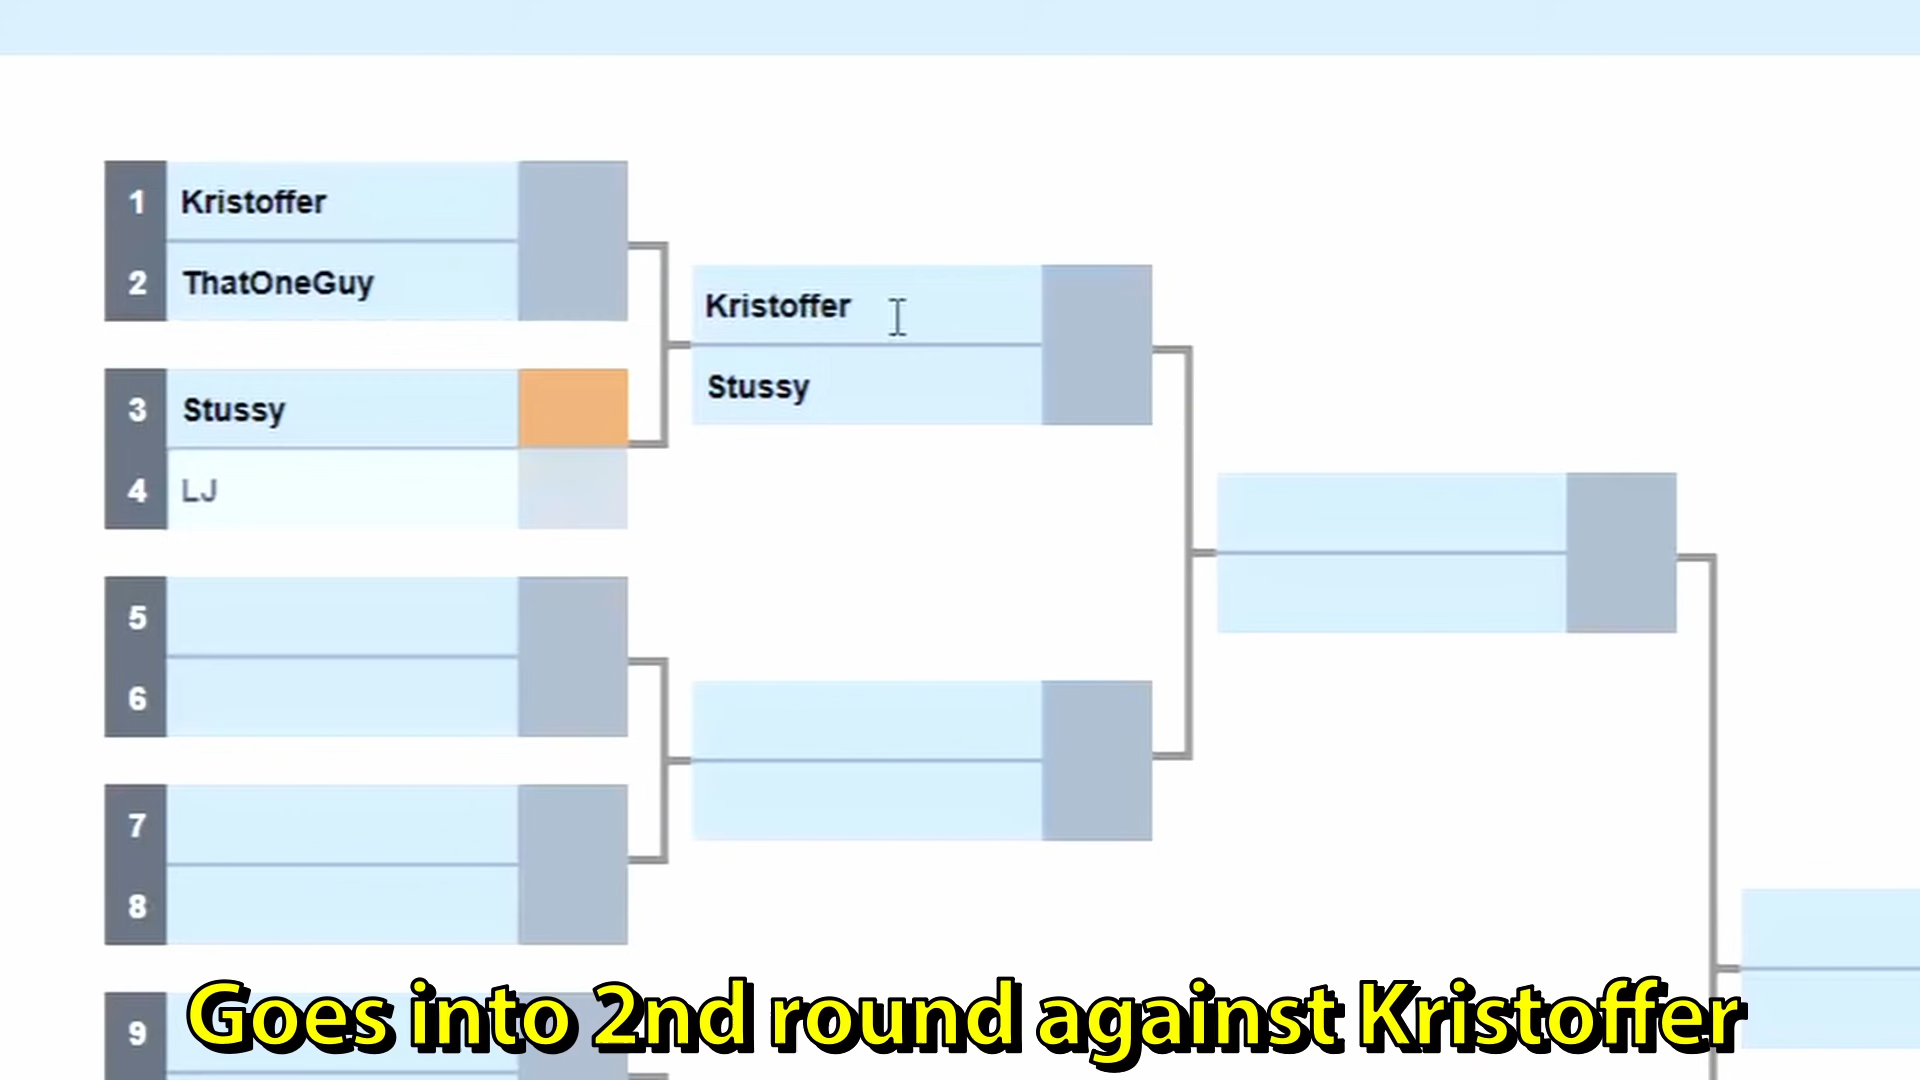 1 Kristoffer
2 ThatOneGuy
Kristoffer
Stussy
3 Stussy
4 LJ
5
6
7
8
9
Goes into 2nd round against Kristoffer